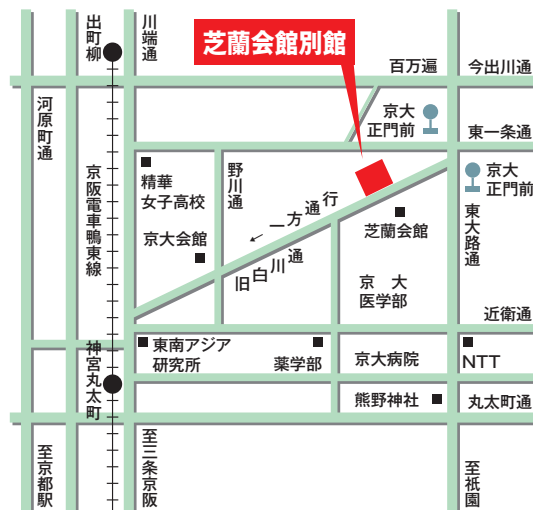 出町柳
川端通
芝蘭会館別館
百万遍
今出川通
河原町通
京大
正門前
東一条通
京阪電車鴨東線
精華
女子高校
野川通
一方通行
京大
正門前
京大会館
芝蘭会館
東大路通
旧白川通
京 大
医学部
近衛通
神宮丸太町
東南アジア
研究所
薬学部
京大病院
NTT
熊野神社
丸太町通
至京都駅
至三条京阪
至祇園